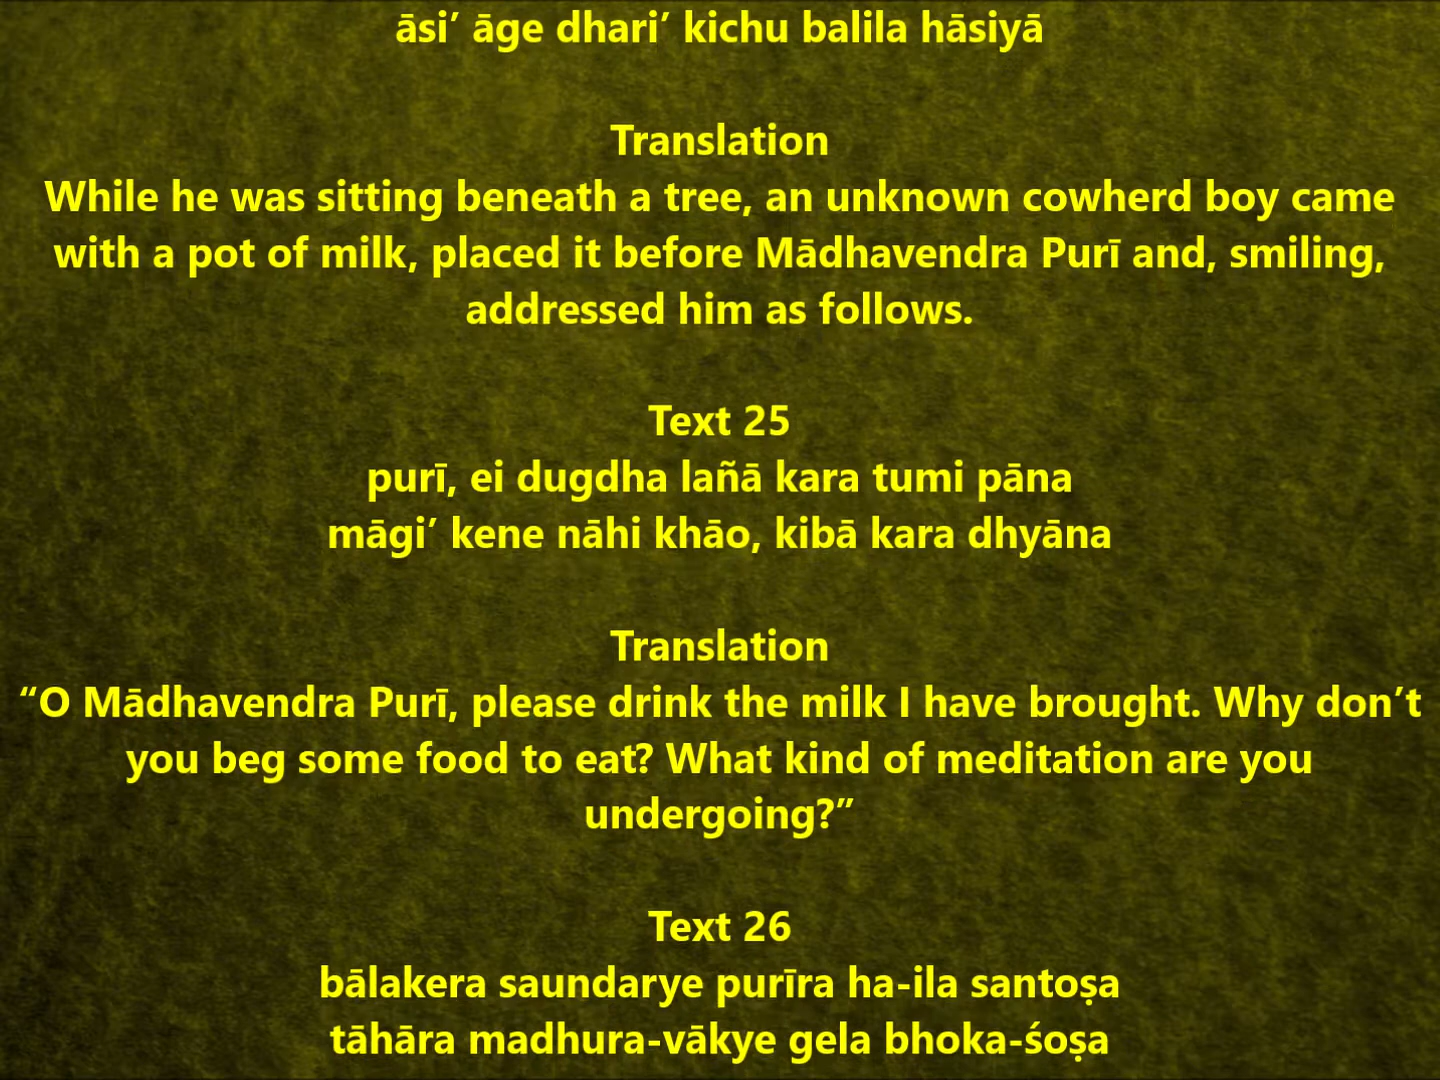 āsi’ āge dhari’ kichu balila hāsiyā
Translation
While he was sitting beneath a tree, an unknown cowherd boy came
with a pot of milk, placed it before Mādhavendra Purī and, smiling,
addressed him as follows.
Text 25
purī, ei dugdha lañā kara tumi pāna
māgi’ kene nāhi khāo, kibā kara dhyāna
Translation
“O Mādhavendra Purī, please drink the milk I have brought. Why don’t
you beg some food to eat? What kind of meditation are you
undergoing?”
Text 26
bālakera saundarye purīra ha-ila santoṣa
tāhāra madhura-vākye gela bhoka-śoṣa